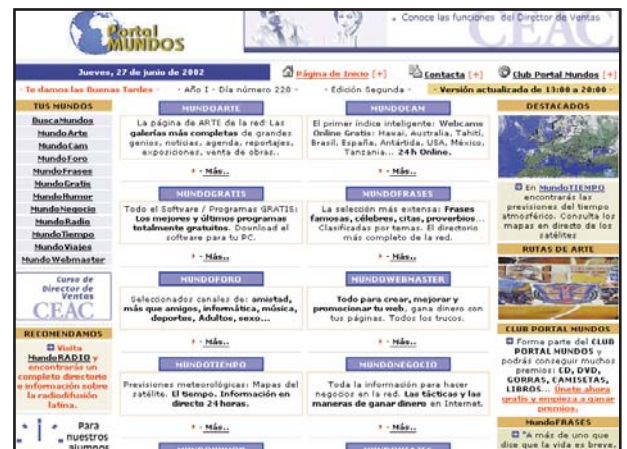 Portal
MUNDOS
Conoce las funciones del Director de Ventas
CEAC
Jueves, 27 de junio de 2002
Página de Inicio [+]
Contacta [+]
Club Portal Mundos [+]
· Te damos las Buenas Tardes ·
· Año I - Día número 220 ·
· Edición Segunda ·
· Versión actualizada de 13:00 a 20:00 ·
TUS MUNDOS
BuscaMundos
MundoArte
MundoCam
MundoForo
MundoFrases
MundoGratis
MundoHumor
MundoNegocio
MundoRadio
MundoTiempo
MundoViajes
MundoWebmaster
Curso de
Director de
Ventas
CEAC
RECOMENDAMOS
Visita
MundoRADIO y
encontrarás un
completo directorio
e información sobre
la radiodifusión
latina.
Para
nuestros
alumnos
MUNDOARTE
La página de ARTE de la red: Las
galerías más completas de grandes
genios, noticias, agenda, reportajes,
exposiciones, venta de obras..
- Más..
MUNDOCAM
El primer índice inteligente: Webcams
Online Gratis: Hawai, Australia, Tahití,
Brasil, España, Antártida, USA, México,
Tanzania... 24h Online.
- Más..
MUNDOGRATIS
Todo el Software / Programas GRATIS:
Los mejores y últimos programas
totalmente gratuitos. Download el
software para tu PC.
- Más..
MUNDOFRASES
La selección más extensa: Frases
famosas, célebres, citas, proverbios...
Clasificadas por temas. El directorio
más completo de la red.
- Más..
MUNDOFORO
Seleccionados canales de: amistad,
más que amigos, informática, música,
deportes, Adultos, sexo...
- Más..
MUNDOWEBMASTER
Todo para crear, mejorar y
promocionar tu web, gana dinero con
tus páginas. Todos los trucos.
- Más..
MUNDOTIEMPO
Previsiones meteorológicas: Mapas del
satélite. El tiempo. Información en
directo 24 horas.
- Más..
MUNDONEGOCIO
Toda la información para hacer
negocios en la red. Las tácticas y las
maneras de ganar dinero en Internet.
- Más..
DESTACADOS
En MundoTIEMPO
encontrarás las
previsiones del tiempo
atmosférico. Consulta los
mapas en directo de los
satélites
RUTAS DE ARTE
CLUB PORTAL MUNDOS
Forma parte del CLUB
PORTAL MUNDOS y
podrás conseguir muchos
premios: CD, DVD,
GORRAS, CAMISETAS,
LIBROS... Únete ahora
gratis y empieza a ganar
premios.
MundoFRASES
"A más de uno que
dice que la vida es breve,